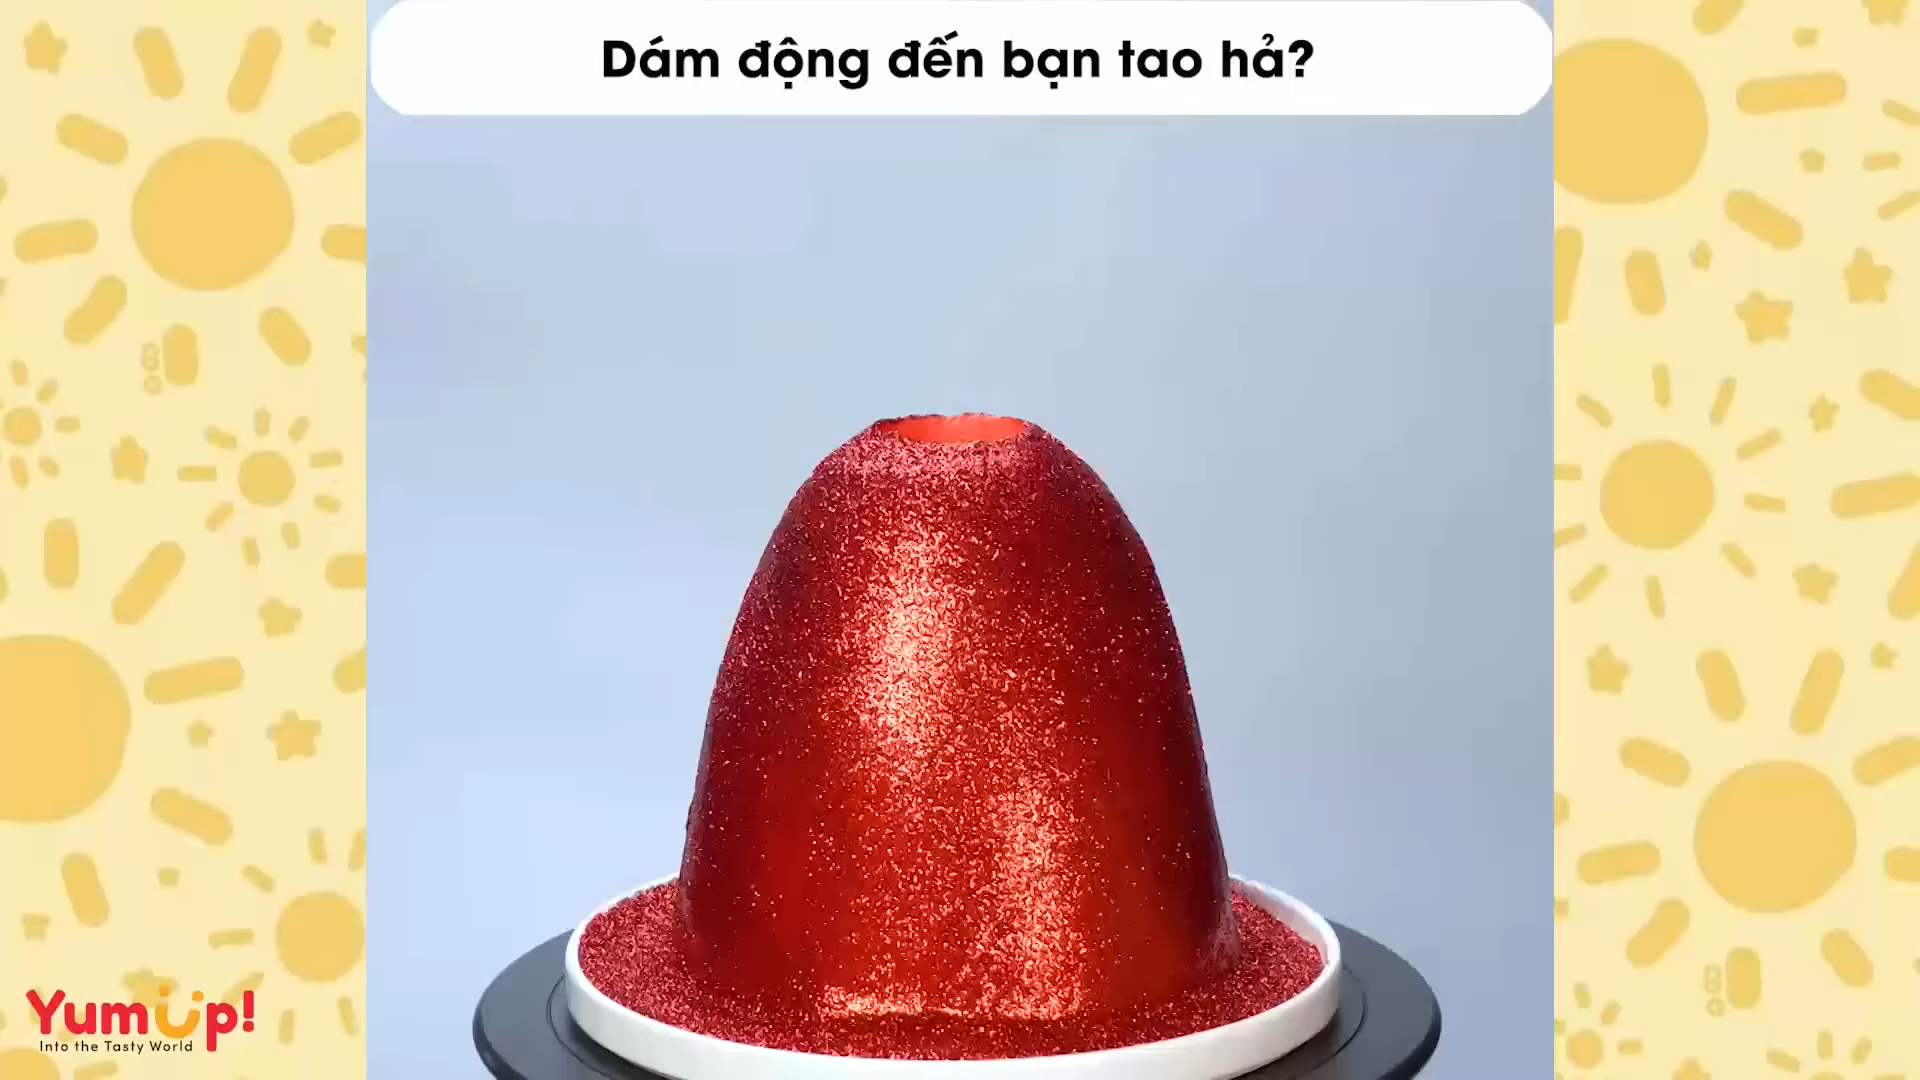 Dám động đến bạn tao hả?
YumUp!
Into the Tasty World